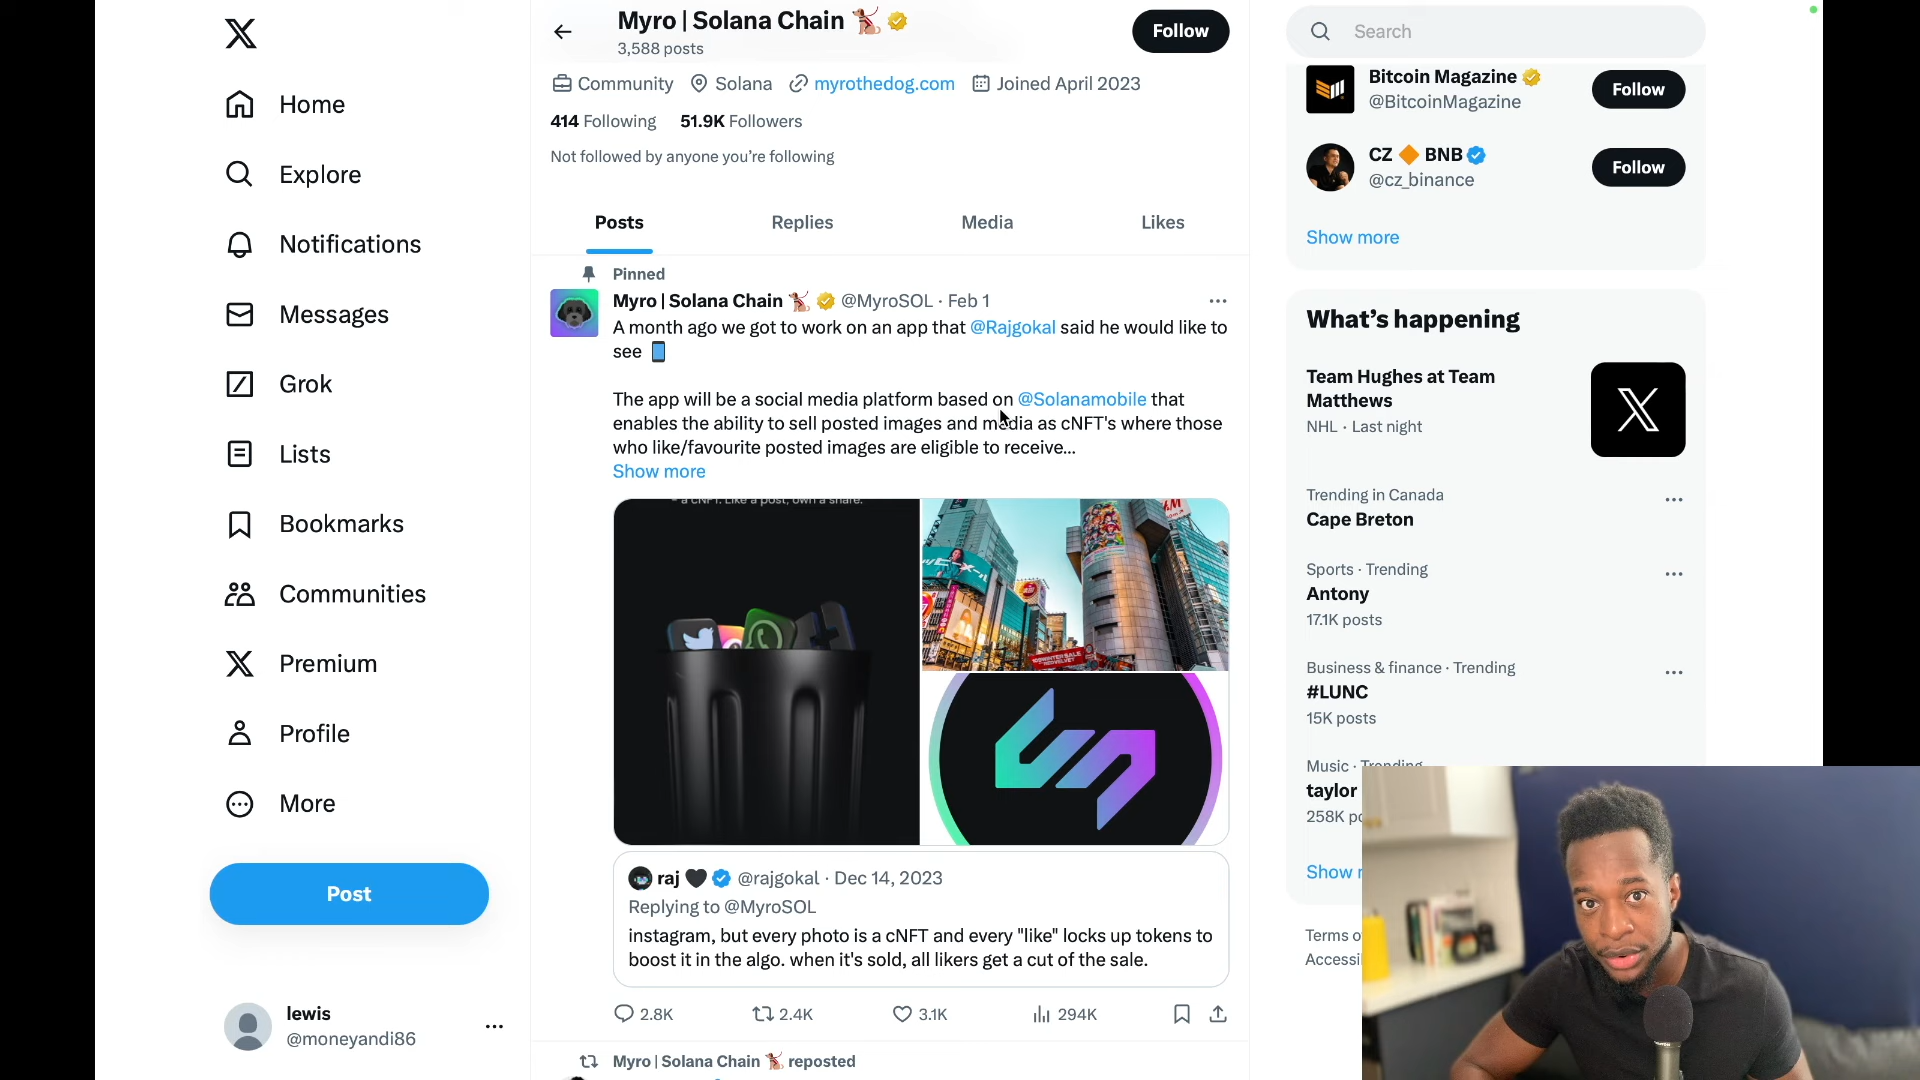 Home
Explore
Notifications
Messages
Grok
Lists
Bookmarks
Communities
Premium
Profile
More
Post
lewis
@moneyandi86
Myro | Solana Chain
3,588 posts
Follow
Community Solana myrothedog.com Joined April 2023
414 Following 51.9K Followers
Not followed by anyone you're following
Posts Replies Media Likes
Pinned
Myro | Solana Chain @MyroSOL · Feb 1
A month ago we got to work on an app that @Rajgokal said he would like to
see
The app will be a social media platform based on @Solanamobile that
enables the ability to sell posted images and media as cNFT's where those
who like/favourite posted images are eligible to receive...
Show more
a cNFT. Like a post, own a share.
raj @rajgokal · Dec 14, 2023
Replying to @MyroSOL
instagram, but every photo is a cNFT and every "like" locks up tokens to
boost it in the algo. when it's sold, all likers get a cut of the sale.
2.8K 2.4K 3.1K 294K
Myro | Solana Chain reposted
Search
Bitcoin Magazine
@BitcoinMagazine
Follow
CZ BNB
@cz_binance
Follow
Show more
What's happening
Team Hughes at Team
Matthews
NHL · Last night
Trending in Canada
Cape Breton
Sports · Trending
Antony
17.1K posts
Business & finance · Trending
#LUNC
15K posts
Music · Trending
taylor
258K
Show
Terms